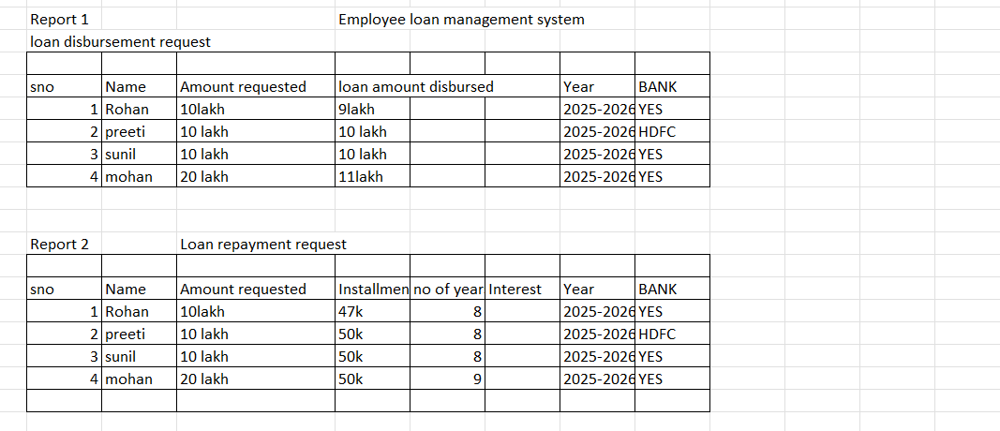 Report 1 Employee loan management system
loan disbursement request
sno Name Amount requested loan amount disbursed Year BANK
1 Rohan 10lakh 9lakh 2025-2026 YES
2 preeti 10 lakh 10 lakh 2025-2026 HDFC
3 sunil 10 lakh 10 lakh 2025-2026 YES
4 mohan 20 lakh 11lakh 2025-2026 YES
Report 2 Loan repayment request
sno Name Amount requested Installmen no of year Interest Year BANK
1 Rohan 10lakh 47k 8 2025-2026 YES
2 preeti 10 lakh 50k 8 2025-2026 HDFC
3 sunil 10 lakh 50k 8 2025-2026 YES
4 mohan 20 lakh 50k 9 2025-2026 YES